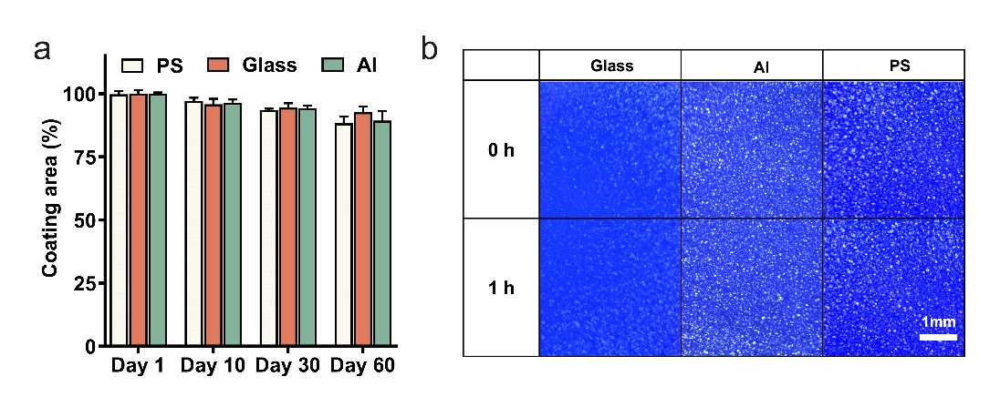 a
PS Glass Al
Coating area (%)
100
75
50
25
0
Day 1 Day 10 Day 30 Day 60
b
Glass Al PS
0 h
1 h
1mm